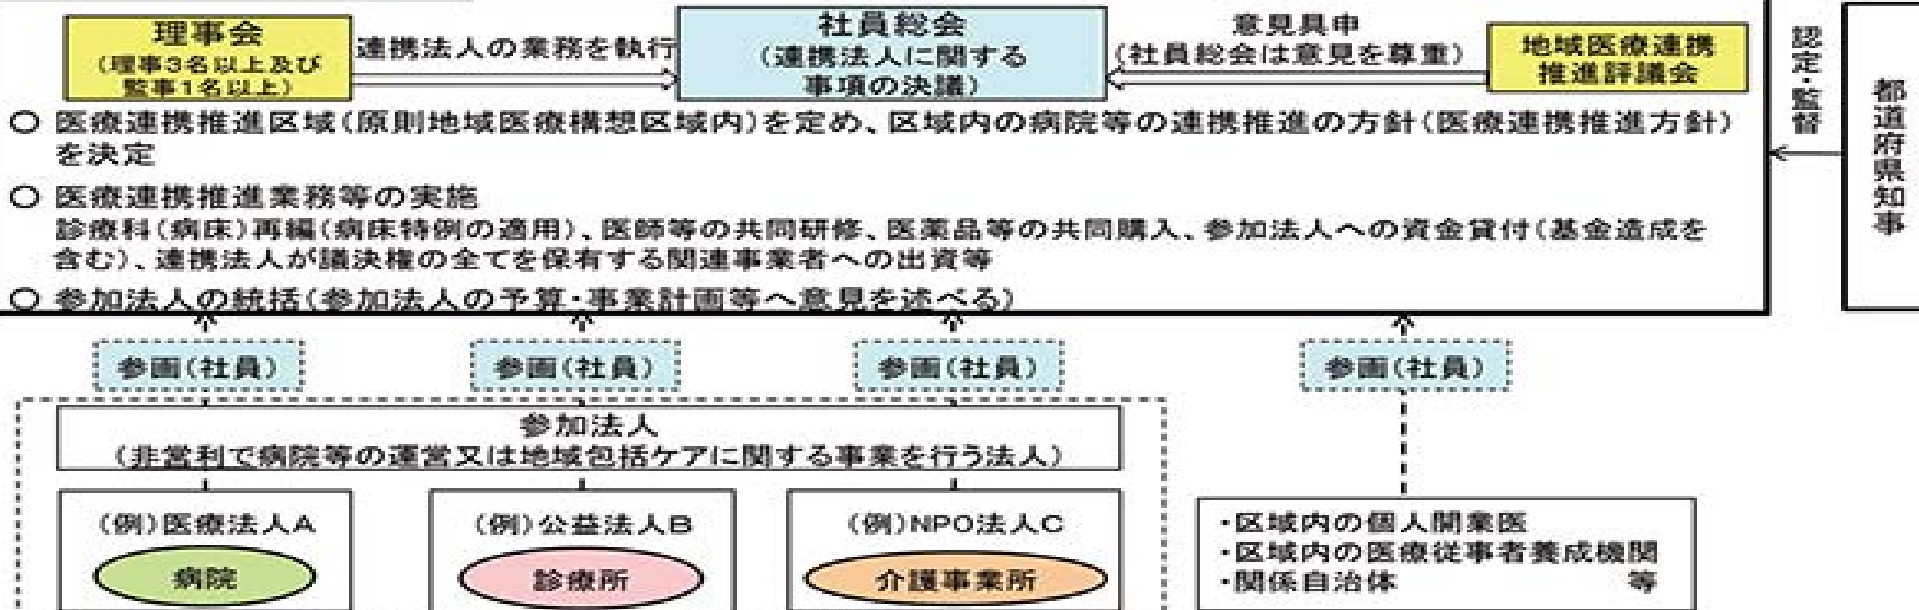 理事会
(理事3名以上及び
監事1名以上)
連携法人の業務を執行
社員総会
(連携法人に関する
事項の決議)
意見具申
(社員総会は意見を尊重)
地域医療連携
推進評議会
認定・監督
都道府県知事
○ 医療連携推進区域(原則地域医療構想区域内)を定め、区域内の病院等の連携推進の方針(医療連携推進方針)
を決定
○ 医療連携推進業務等の実施
診療科(病床)再編(病床特例の適用)、医師等の共同研修、医薬品等の共同購入、参加法人への資金貸付(基金造成を
含む)、連携法人が議決権の全てを保有する関連事業者への出資等
○ 参加法人の統括(参加法人の予算・事業計画等へ意見を述べる)
参画(社員)
参画(社員)
参画(社員)
参画(社員)
参加法人
(非営利で病院等の運営又は地域包括ケアに関する事業を行う法人)
(例)医療法人A
病院
(例)公益法人B
診療所
(例)NPO法人C
介護事業所
・区域内の個人開業医
・区域内の医療従事者養成機関
・関係自治体 等